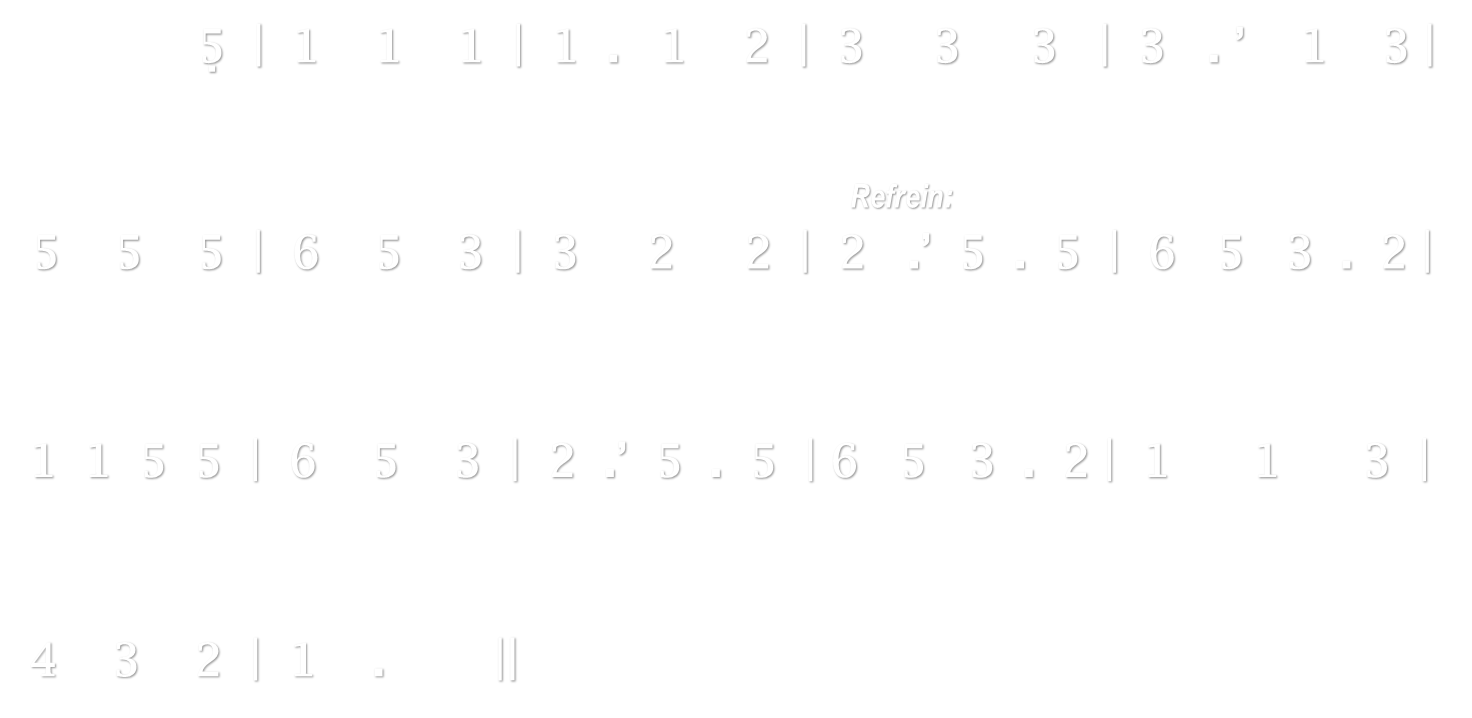 5̣ | 1 1 1 | 1 . 1 2 | 3 3 3 | 3 .’ 1 3 |
Refrein:
5 5 5 | 6 5 3 | 3 2 2 | 2 .’ 5 . 5 | 6 5 3 . 2 |
1 1 5 5 | 6 5 3 | 2 .’ 5 . 5 | 6 5 3 . 2 | 1 1 3 |
4 3 2 | 1 . ||